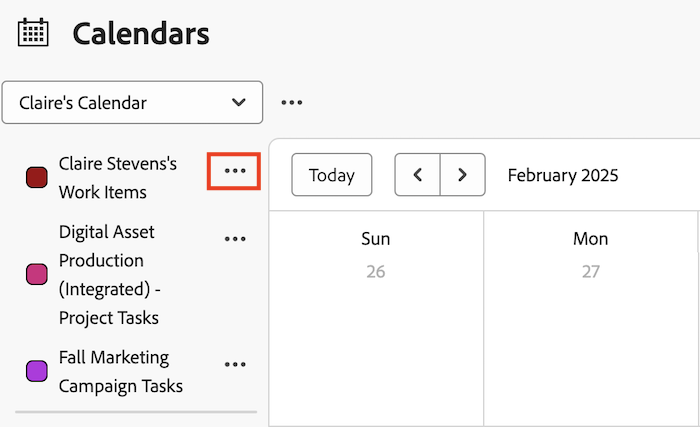 Calendars
Claire's Calendar
Claire Stevens's
Work Items
Digital Asset
Production
(Integrated) -
Project Tasks
Fall Marketing
Campaign Tasks
Today
February 2025
Sun
Mon
26
27